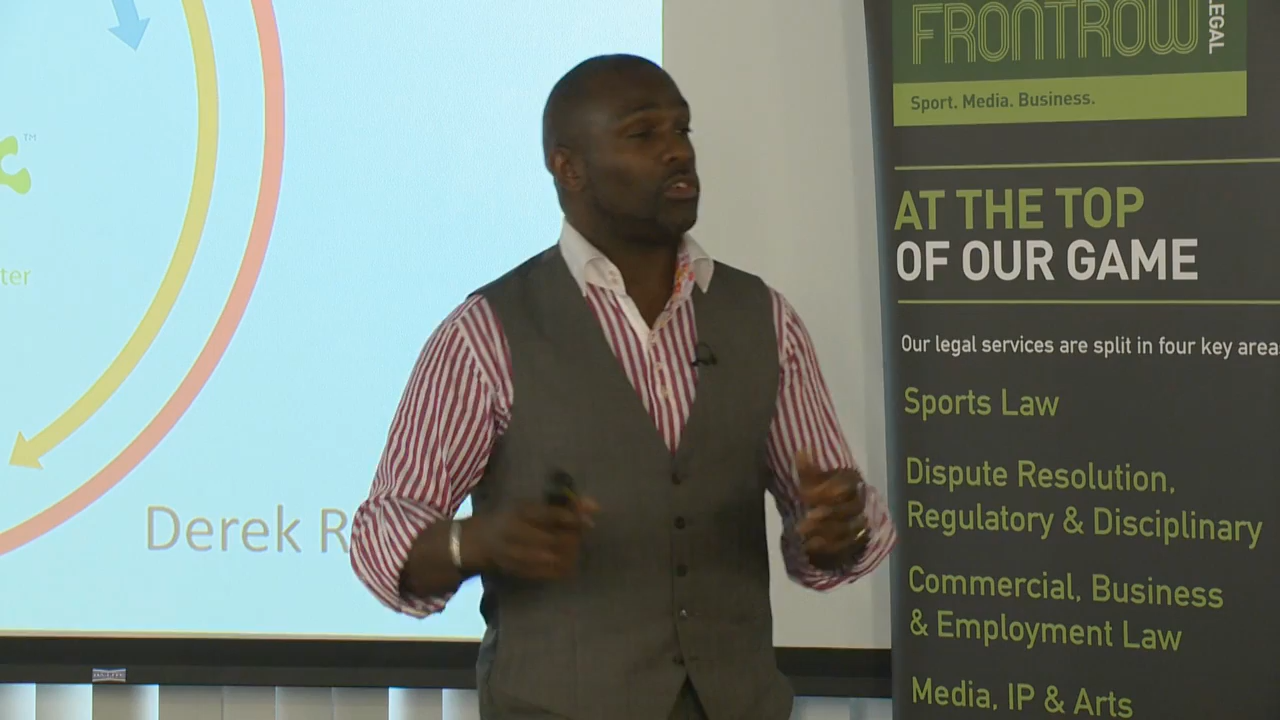 ™
ter
Derek R
FRONTROW
LEGAL
Sport. Media. Business.
AT THE TOP
OF OUR GAME
Our legal services are split in four key area
Sports Law
Dispute Resolution,
Regulatory & Disciplinary
Commercial, Business
& Employment Law
Media, IP & Arts